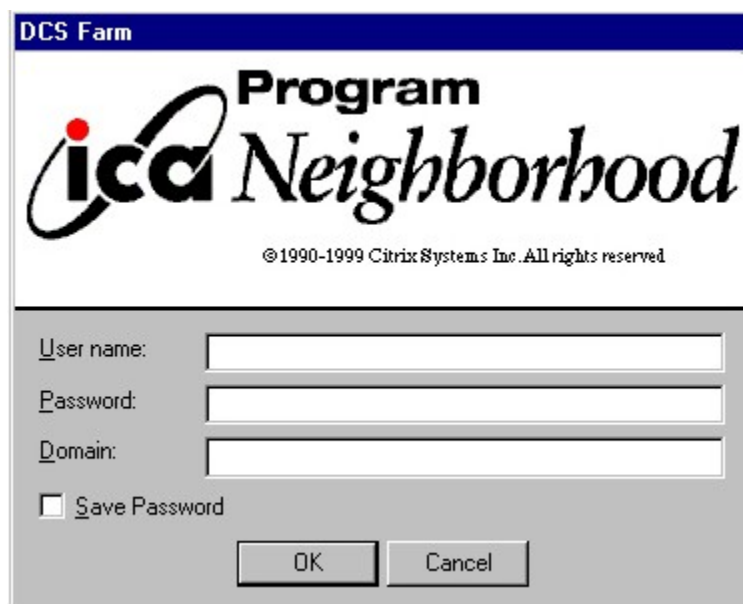 DCS Farm
Program
ica Neighborhood
©1990-1999 Citrix Systems Inc. All rights reserved
User name:
Password:
Domain:
Save Password
OK Cancel